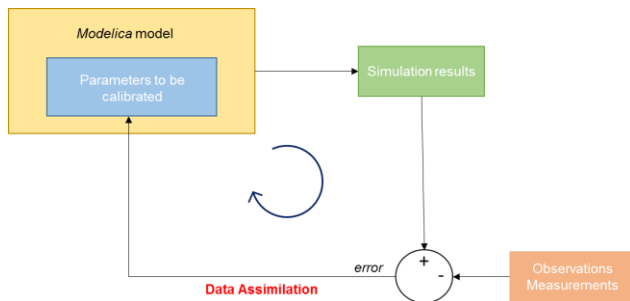 Modelica model
Parameters to be
calibrated
Simulation results
+
-
error
Data Assimilation
Observations
Measurements